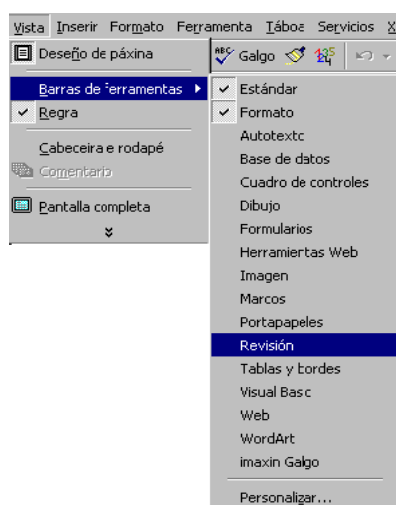 Vista Inserir Formato Ferramenta Táboa Servicios X
Deseño de páxina
Barras de ferramentas
Regra
Cabeceira e rodapé
Comentario
Pantalla completa
ABC Galgo
Estándar
Formato
Autotexto
Base de datos
Cuadro de controles
Dibujo
Formularios
Herramientas Web
Imagen
Marcos
Portapapeles
Revisión
Tablas y bordes
Visual Basc
Web
WordArt
imaxin Galgo
Personalizar...